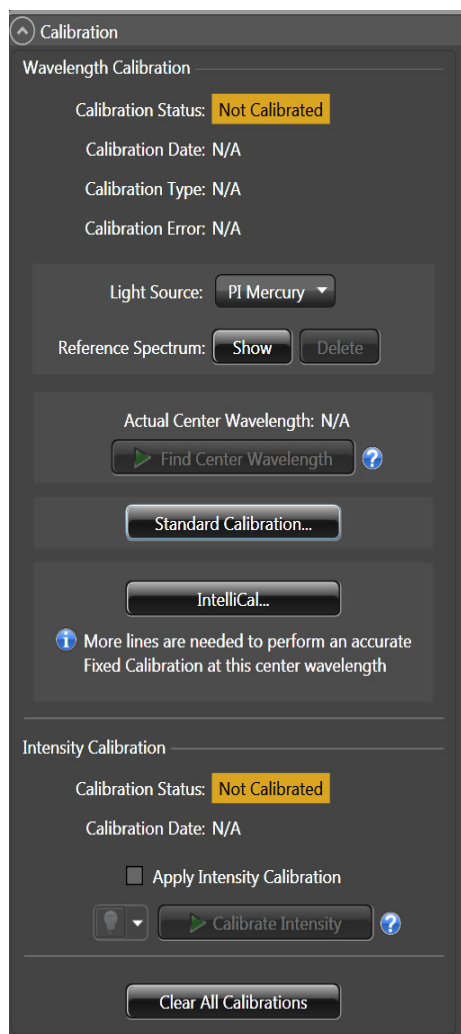 Calibration
Wavelength Calibration
Calibration Status: Not Calibrated
Calibration Date: N/A
Calibration Type: N/A
Calibration Error: N/A
Light Source: PI Mercury
Reference Spectrum: Show Delete
Actual Center Wavelength: N/A
Find Center Wavelength ?
Standard Calibration...
IntelliCal...
i More lines are needed to perform an accurate
Fixed Calibration at this center wavelength
Intensity Calibration
Calibration Status: Not Calibrated
Calibration Date: N/A
Apply Intensity Calibration
Calibrate Intensity ?
Clear All Calibrations